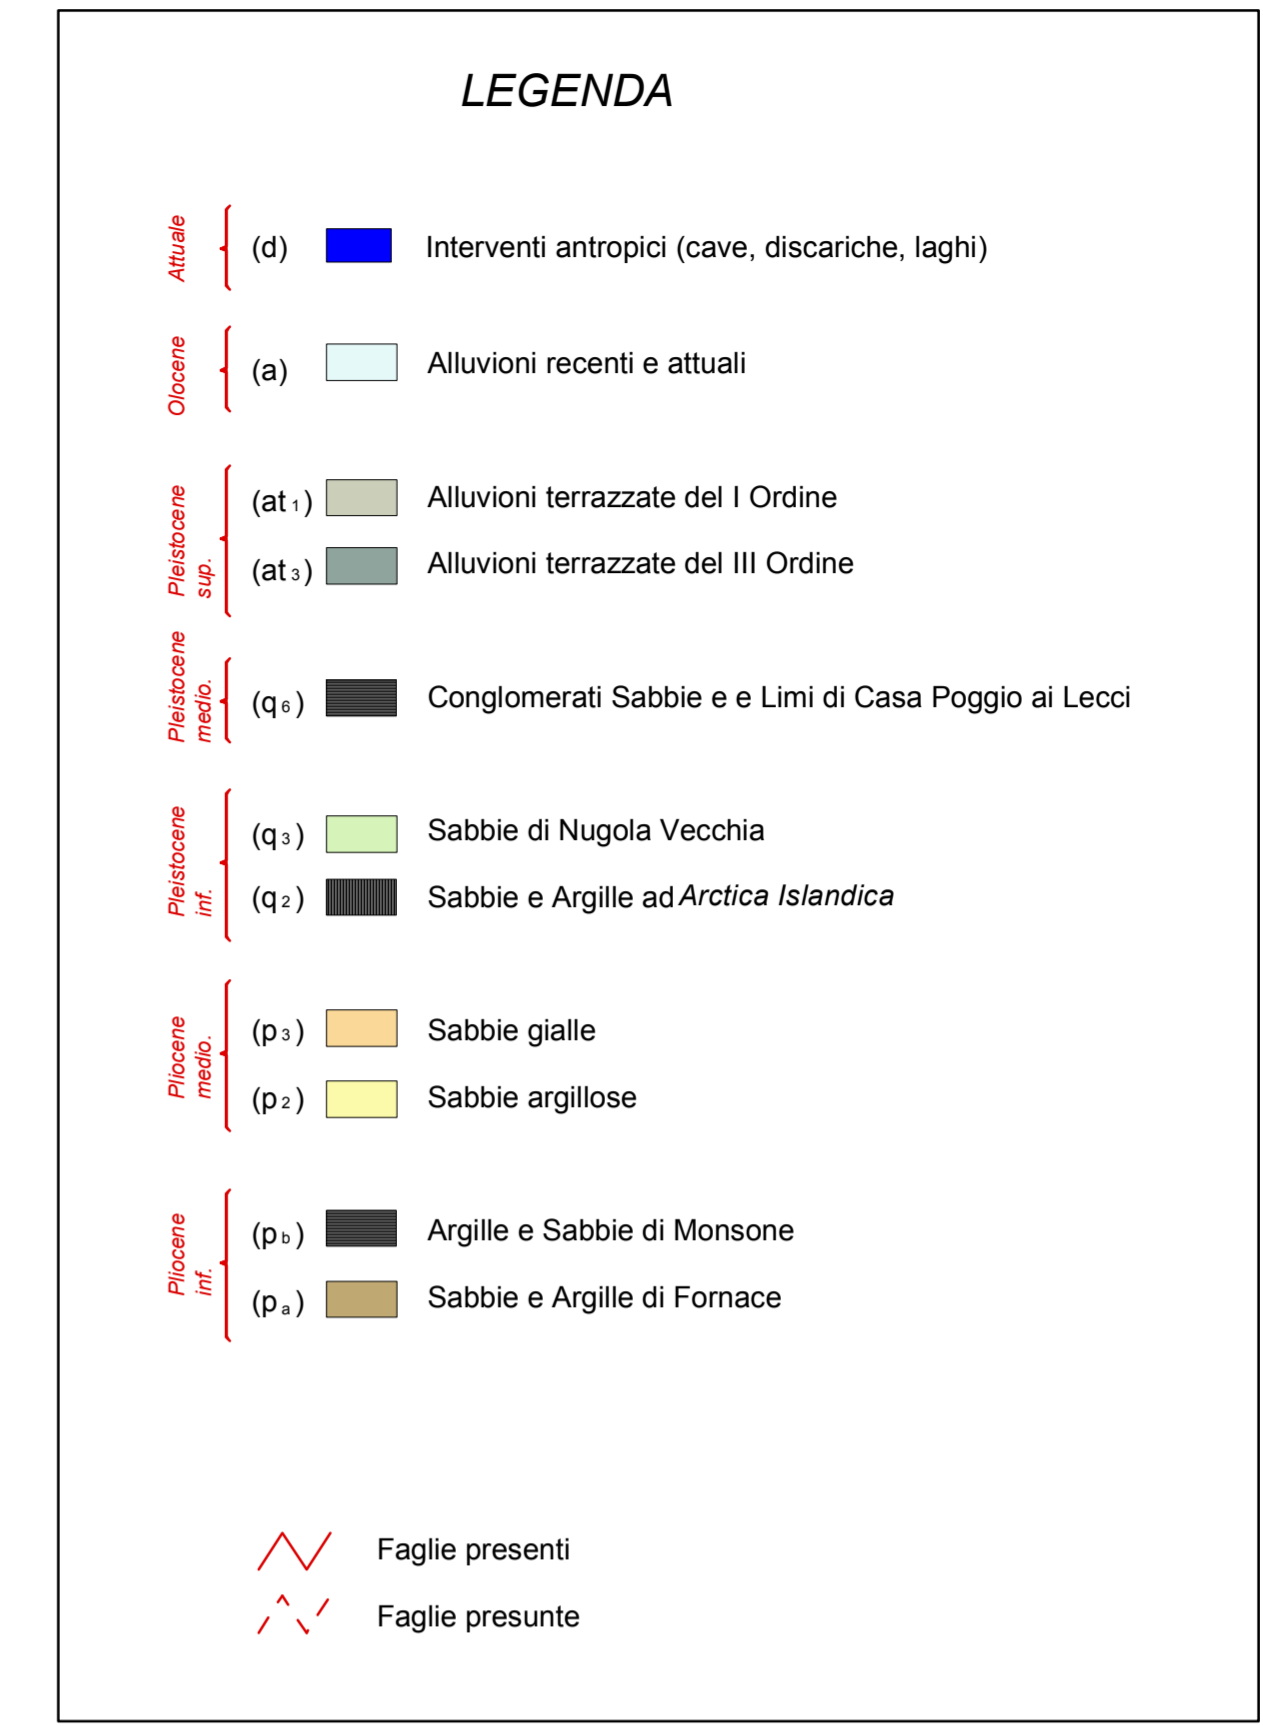 LEGENDA
Attuale
(d) Interventi antropici (cave, discariche, laghi)
Olocene
(a) Alluvioni recenti e attuali
Pleistocene
sup.
(at 1) Alluvioni terrazzate del I Ordine
(at 3) Alluvioni terrazzate del III Ordine
Pleistocene
medio.
(q 6) Conglomerati Sabbie e e Limi di Casa Poggio ai Lecci
Pleistocene
inf.
(q 3) Sabbie di Nugola Vecchia
(q 2) Sabbie e Argille ad Arctica Islandica
Pliocene
medio.
(p 3) Sabbie gialle
(p 2) Sabbie argillose
Pliocene
inf.
(p b) Argille e Sabbie di Monsone
(p a) Sabbie e Argille di Fornace
Faglie presenti
Faglie presunte